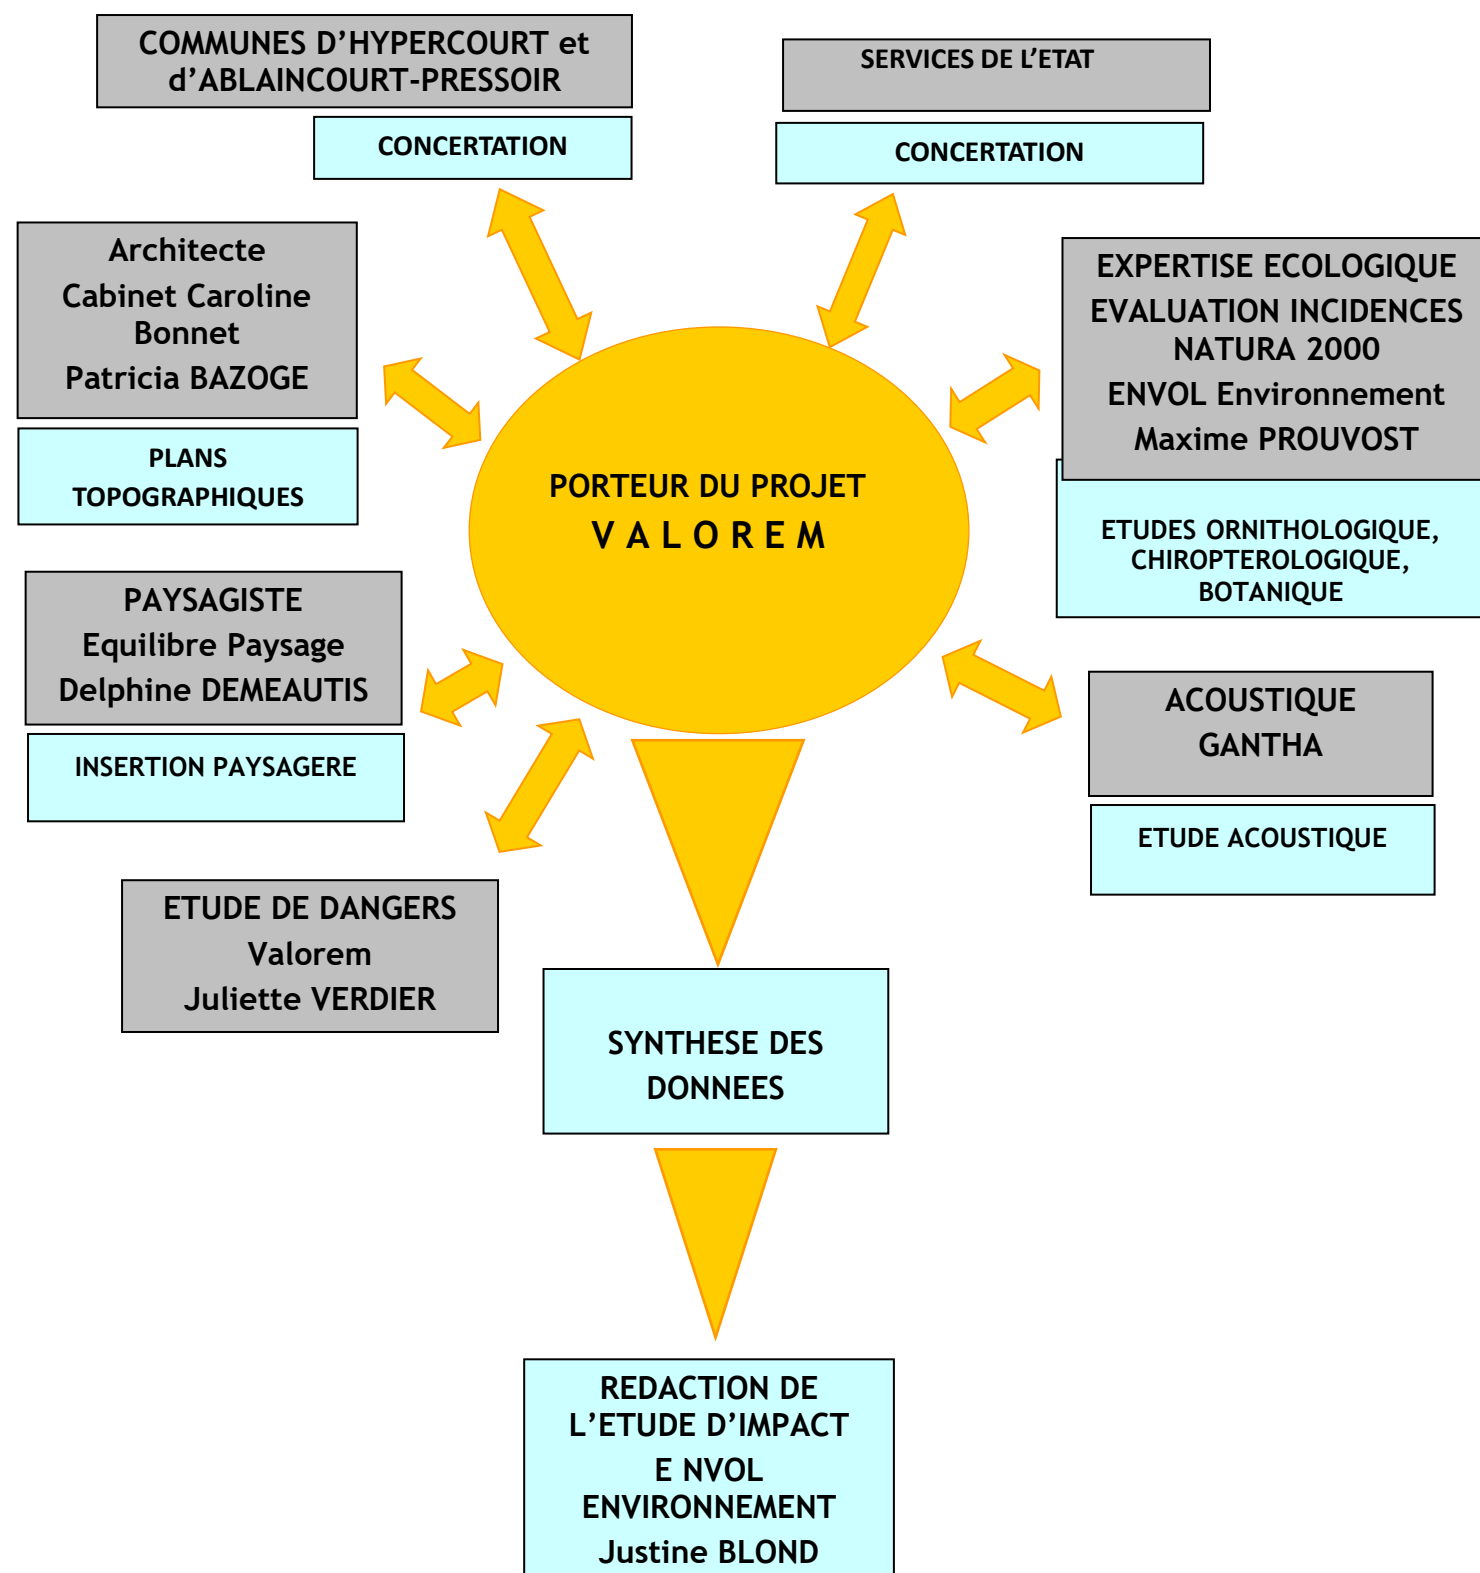 COMMUNES D’HYPERCOURT et
d’ABLAINCOURT-PRESSOIR
CONCERTATION
SERVICES DE L’ETAT
CONCERTATION
Architecte
Cabinet Caroline
Bonnet
Patricia BAZOGE
PLANS
TOPOGRAPHIQUES
EXPERTISE ECOLOGIQUE
EVALUATION INCIDENCES
NATURA 2000
ENVOL Environnement
Maxime PROUVOST
ETUDES ORNITHOLOGIQUE,
CHIROPTEROLOGIQUE,
BOTANIQUE
PORTEUR DU PROJET
V A L O R E M
PAYSAGISTE
Equilibre Paysage
Delphine DEMEAUTIS
INSERTION PAYSAGERE
ACOUSTIQUE
GANTHA
ETUDE ACOUSTIQUE
ETUDE DE DANGERS
Valorem
Juliette VERDIER
SYNTHESE DES
DONNEES
REDACTION DE
L’ETUDE D’IMPACT
E NVOL
ENVIRONNEMENT
Justine BLOND